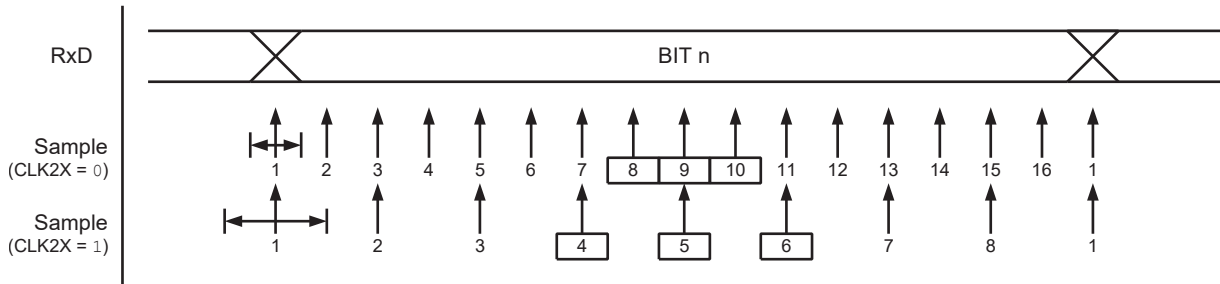 RxD
BIT n
Sample
(CLK2X = 0)
1 2 3 4 5 6 7 8 9 10 11 12 13 14 15 16 1
Sample
(CLK2X = 1)
1 2 3 4 5 6 7 8 1